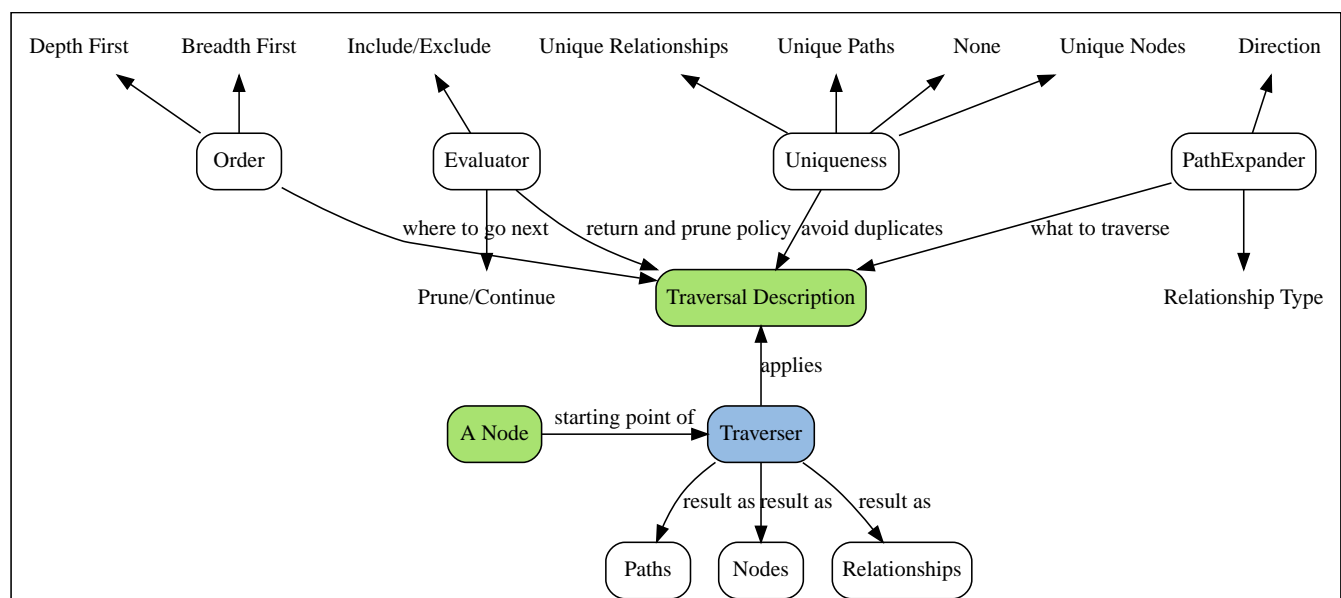 Depth First
Breadth First
Include/Exclude
Unique Relationships
Unique Paths
None
Unique Nodes
Direction
Order
Evaluator
Uniqueness
PathExpander
where to go next
return and prune policy
avoid duplicates
what to traverse
Prune/Continue
Traversal Description
Relationship Type
applies
A Node
starting point of
Traverser
result as
result as
result as
Paths
Nodes
Relationships